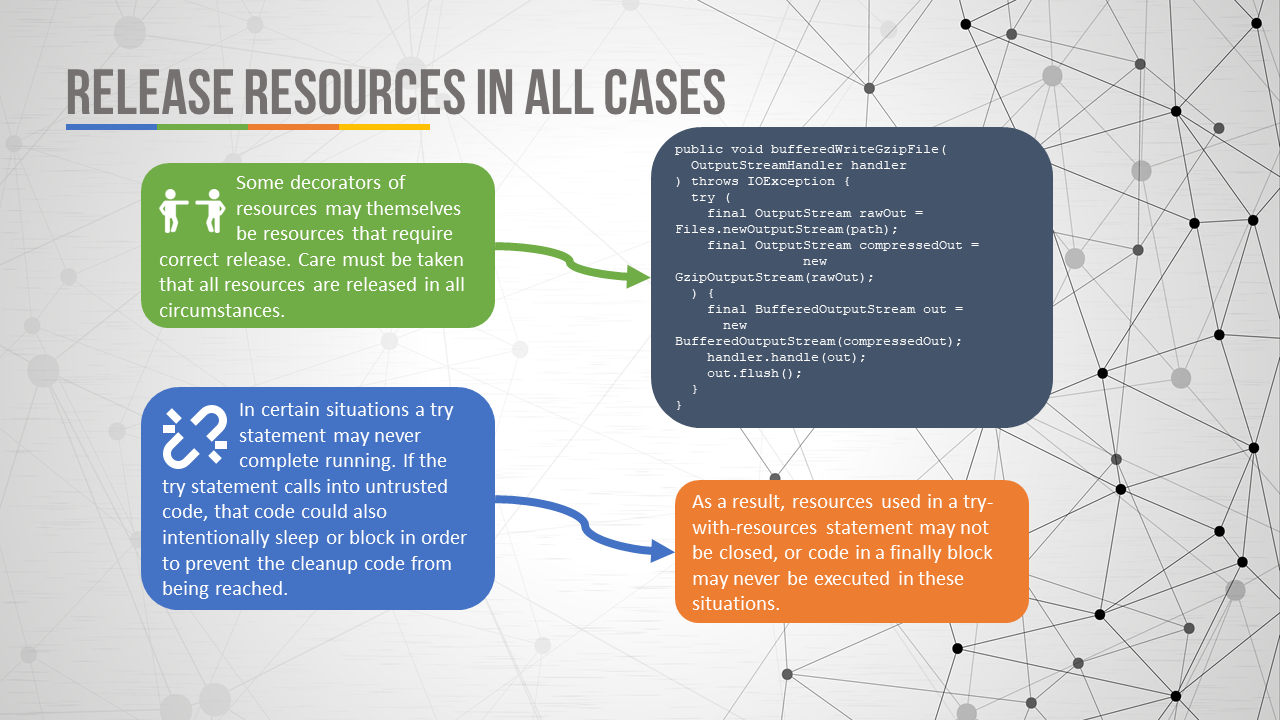 RELEASE RESOURCES IN ALL CASES
Some decorators of
resources may themselves
be resources that require
correct release. Care must be taken
that all resources are released in all
circumstances.
public void bufferedWriteGzipFile(
  OutputStreamHandler handler
) throws IOException {
  try (
    final OutputStream rawOut =
Files.newOutputStream(path);
    final OutputStream compressedOut =
                new
GzipOutputStream(rawOut);
  ) {
    final BufferedOutputStream out =
      new
BufferedOutputStream(compressedOut);
    handler.handle(out);
    out.flush();
  }
}
In certain situations a try
statement may never
complete running. If the
try statement calls into untrusted
code, that code could also
intentionally sleep or block in order
to prevent the cleanup code from
being reached.
As a result, resources used in a try-
with-resources statement may not
be closed, or code in a finally block
may never be executed in these
situations.